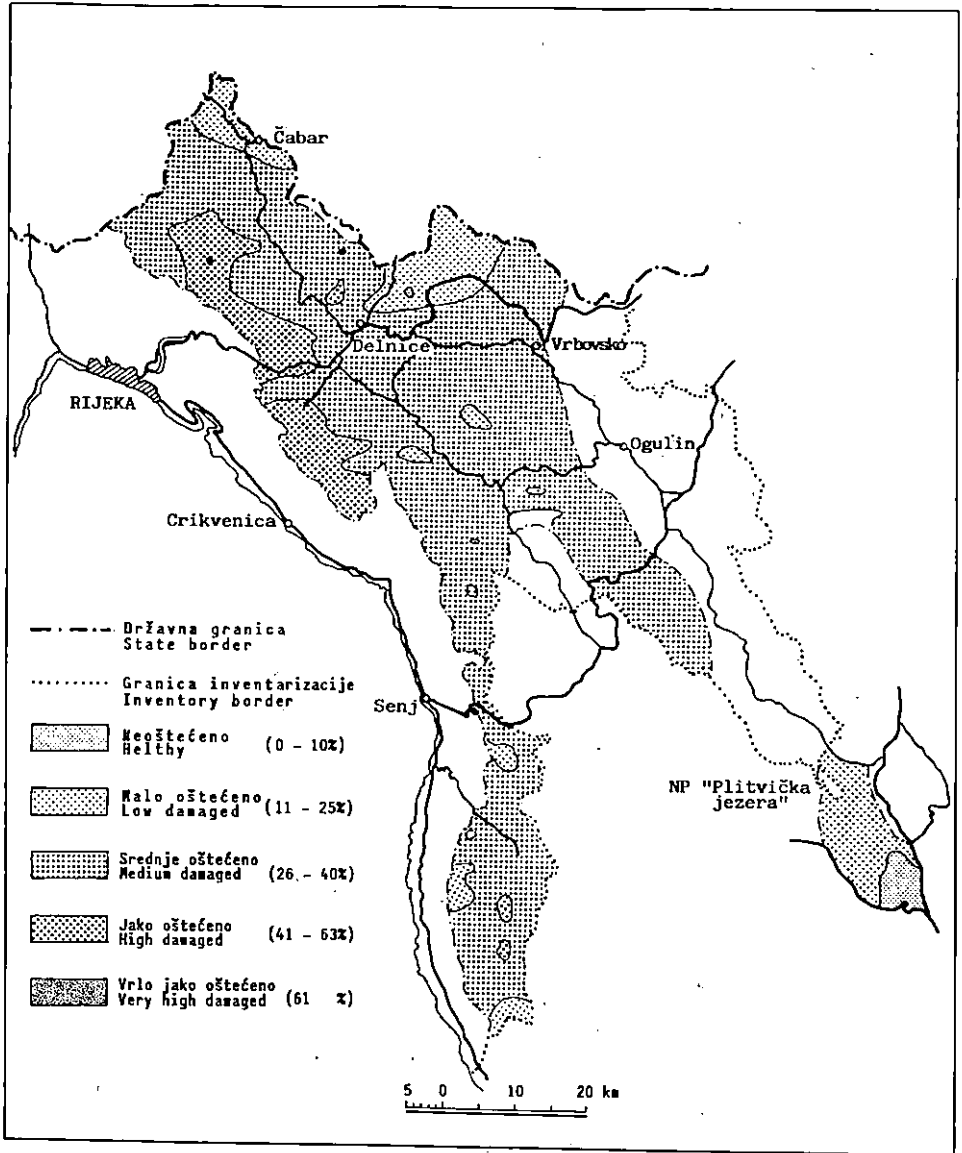 Čabar
Delnice
Vrbovsko
RIJEKA
Ogulin
Crikvenica
Državna granica
State border
Granica inventarizacije
Inventory border
Senj
Neoštećeno
Helthy (0 - 10%)
NP "Plitvička
jezera"
Malo oštećeno
Low damaged (11 - 25%)
Srednje oštećeno
Medium damaged (26 - 40%)
Jako oštećeno
High damaged (41 - 63%)
Vrlo jako oštećeno
Very high damaged (61 %)
5 0 10 20 km